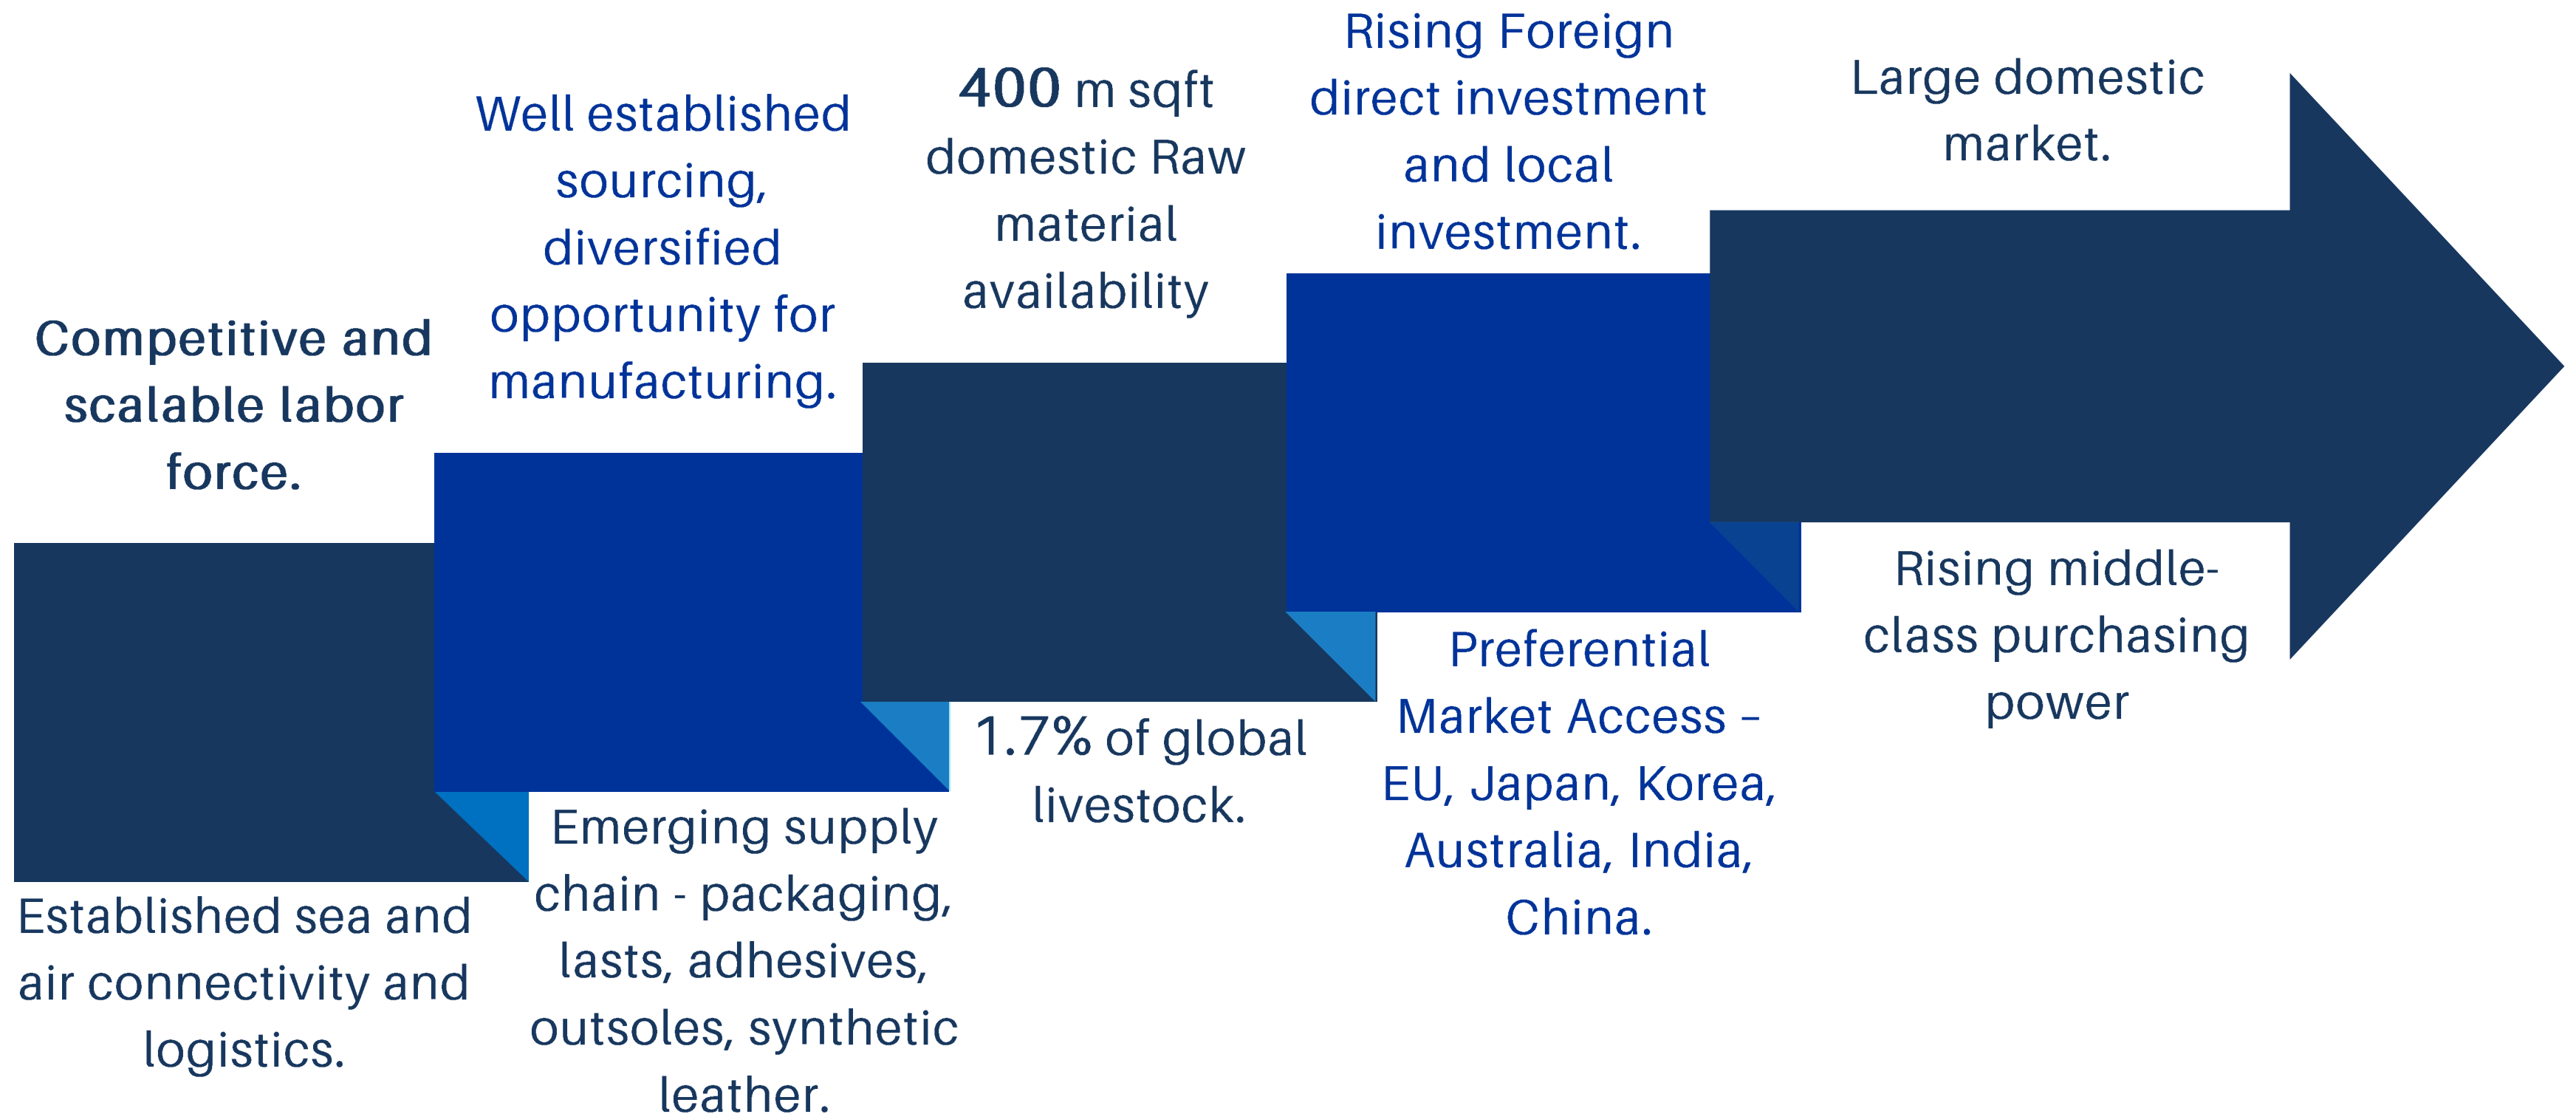 Competitive and
scalable labor
force.
Established sea and
air connectivity and
logistics.
Well established
sourcing,
diversified
opportunity for
manufacturing.
Emerging supply
chain - packaging,
lasts, adhesives,
outsoles, synthetic
leather.
400 m sqft
domestic Raw
material
availability
1.7% of global
livestock.
Rising Foreign
direct investment
and local
investment.
Preferential
Market Access –
EU, Japan, Korea,
Australia, India,
China.
Large domestic
market.
Rising middle-
class purchasing
power